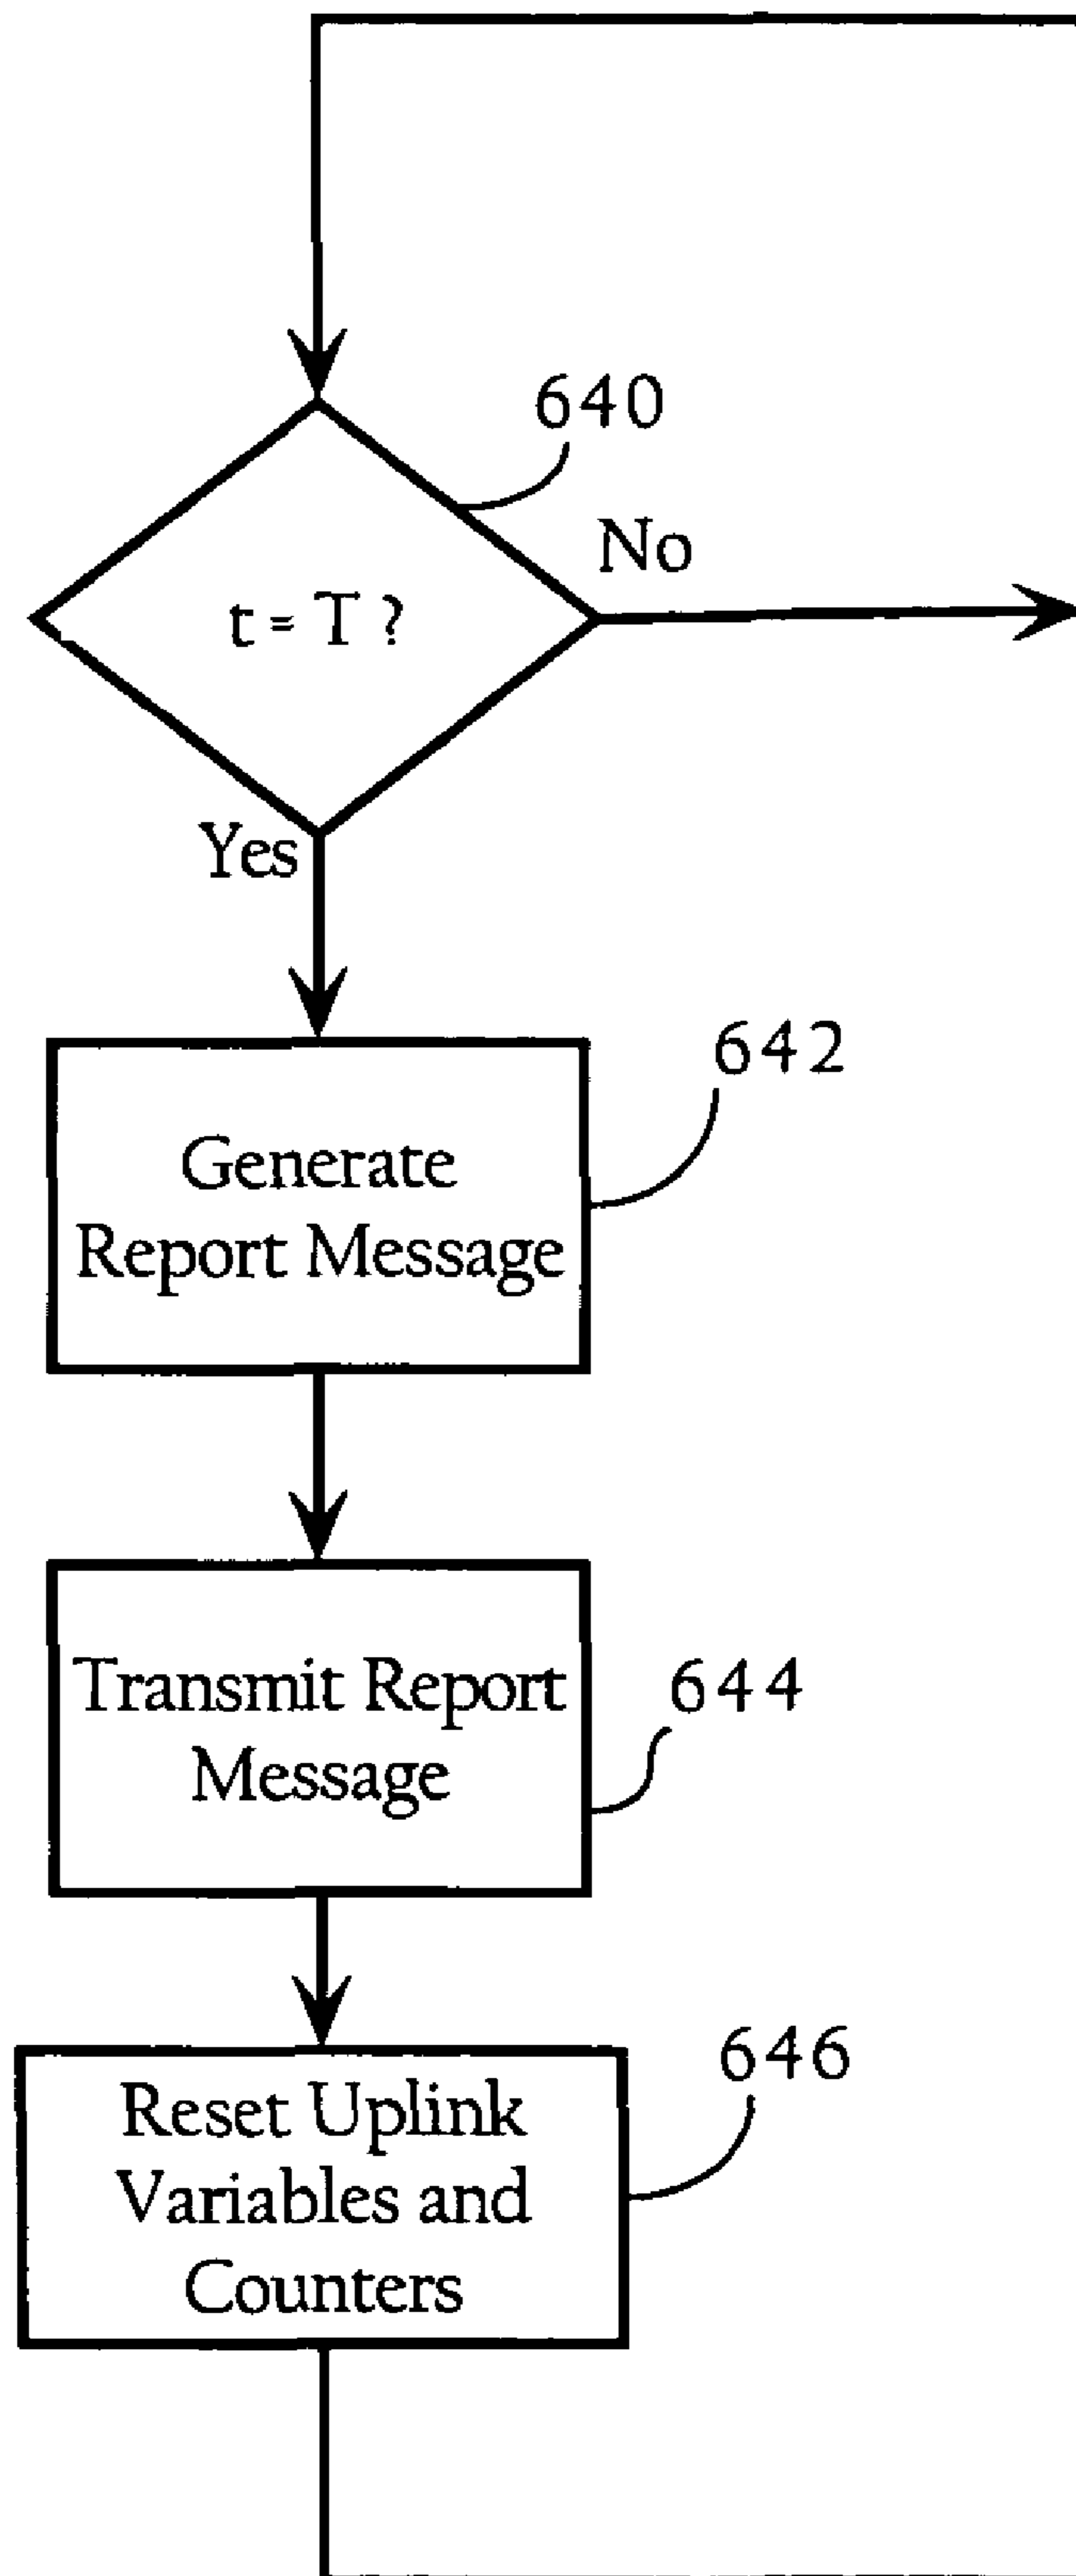 640
No
t = T ?
Yes
642
Generate
Report Message
Transmit Report
644
Message
646
Reset Uplink
Variables and
Counters